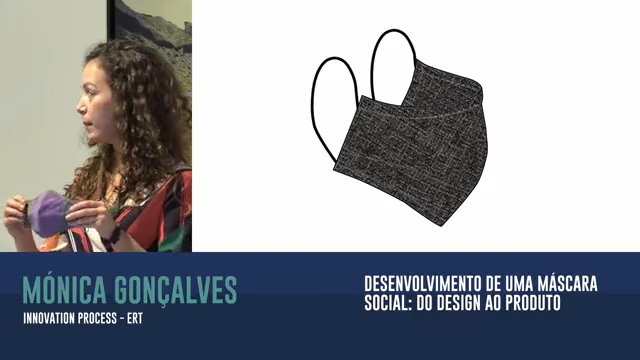 MÓNICA GONÇALVES
INNOVATION PROCESS - ERT
DESENVOLVIMENTO DE UMA MÁSCARA
SOCIAL: DO DESIGN AO PRODUTO